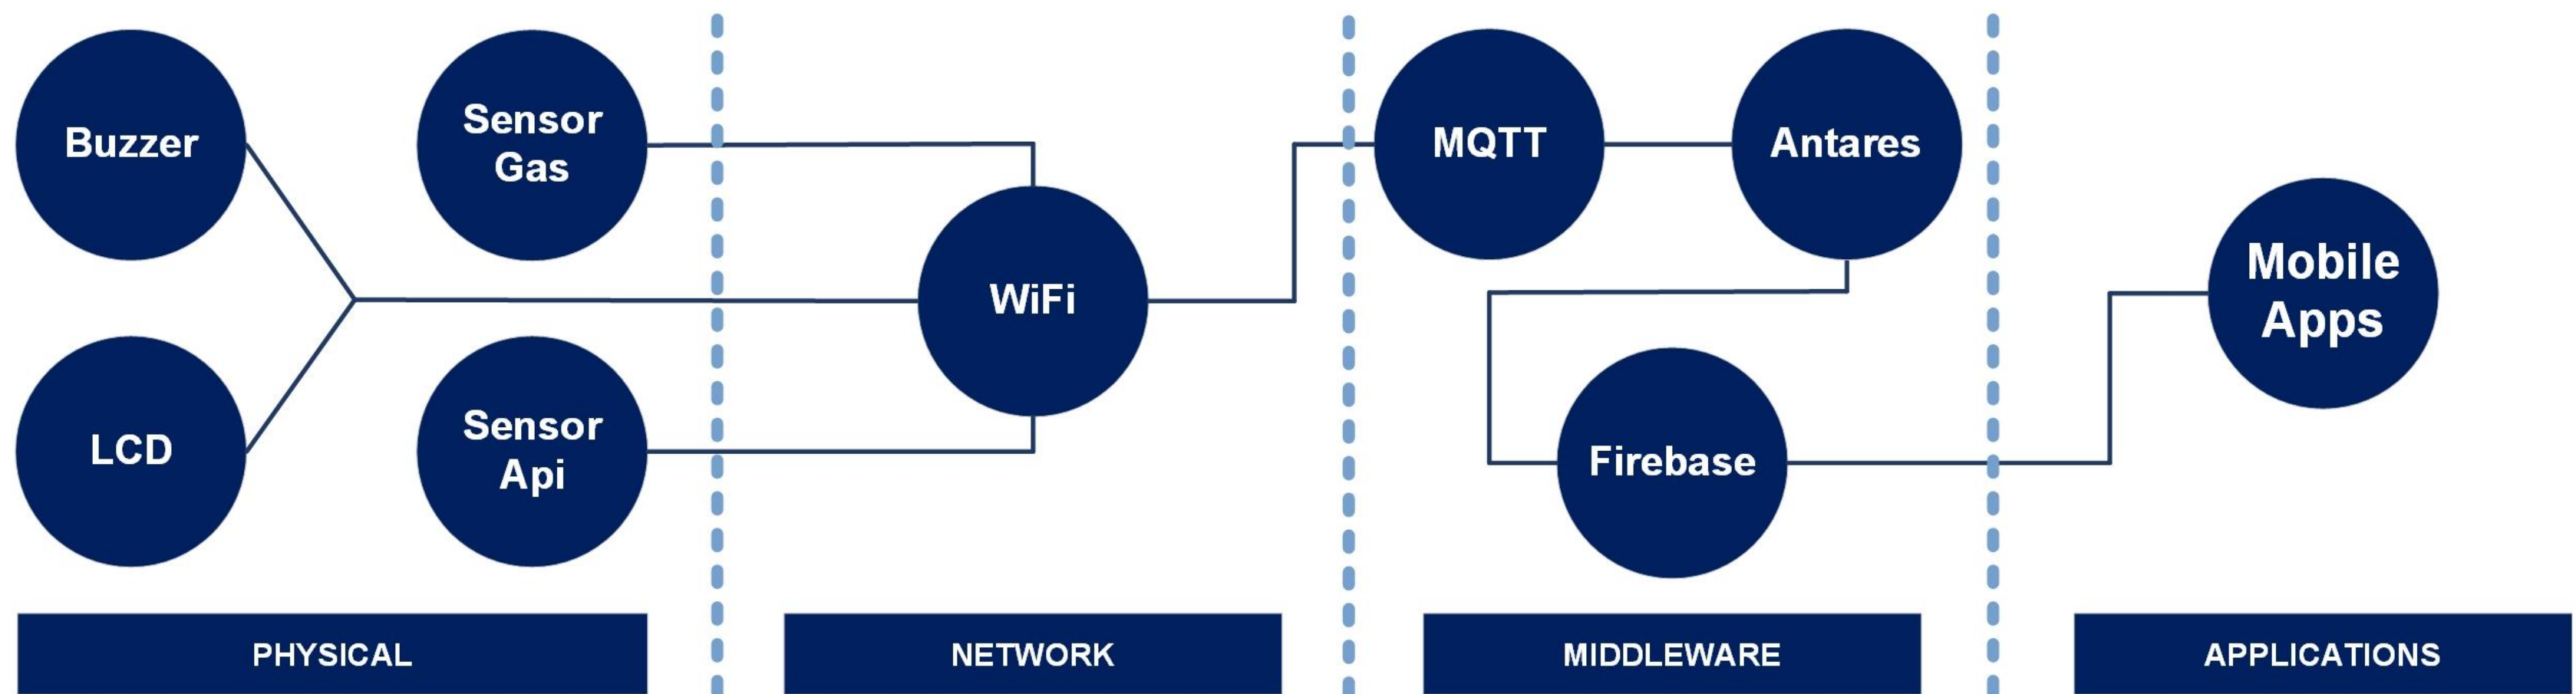 Buzzer
Sensor
Gas
MQTT
Antares
WiFi
Mobile
Apps
LCD
Sensor
Api
Firebase
PHYSICAL
NETWORK
MIDDLEWARE
APPLICATIONS